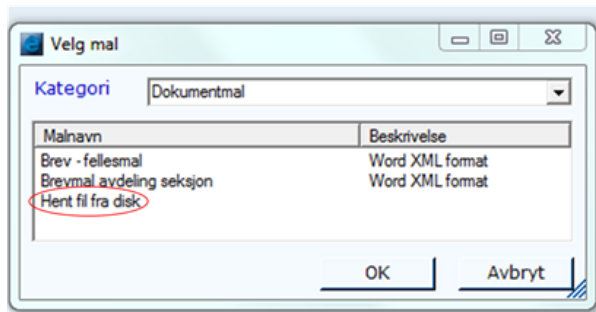 Velg mal
Kategori Dokumentmal
Malnavn Beskrivelse
Brev - fellesmal Word XML format
Brevmal avdeling seksjon Word XML format
Hent fil fra disk
OK Avbryt